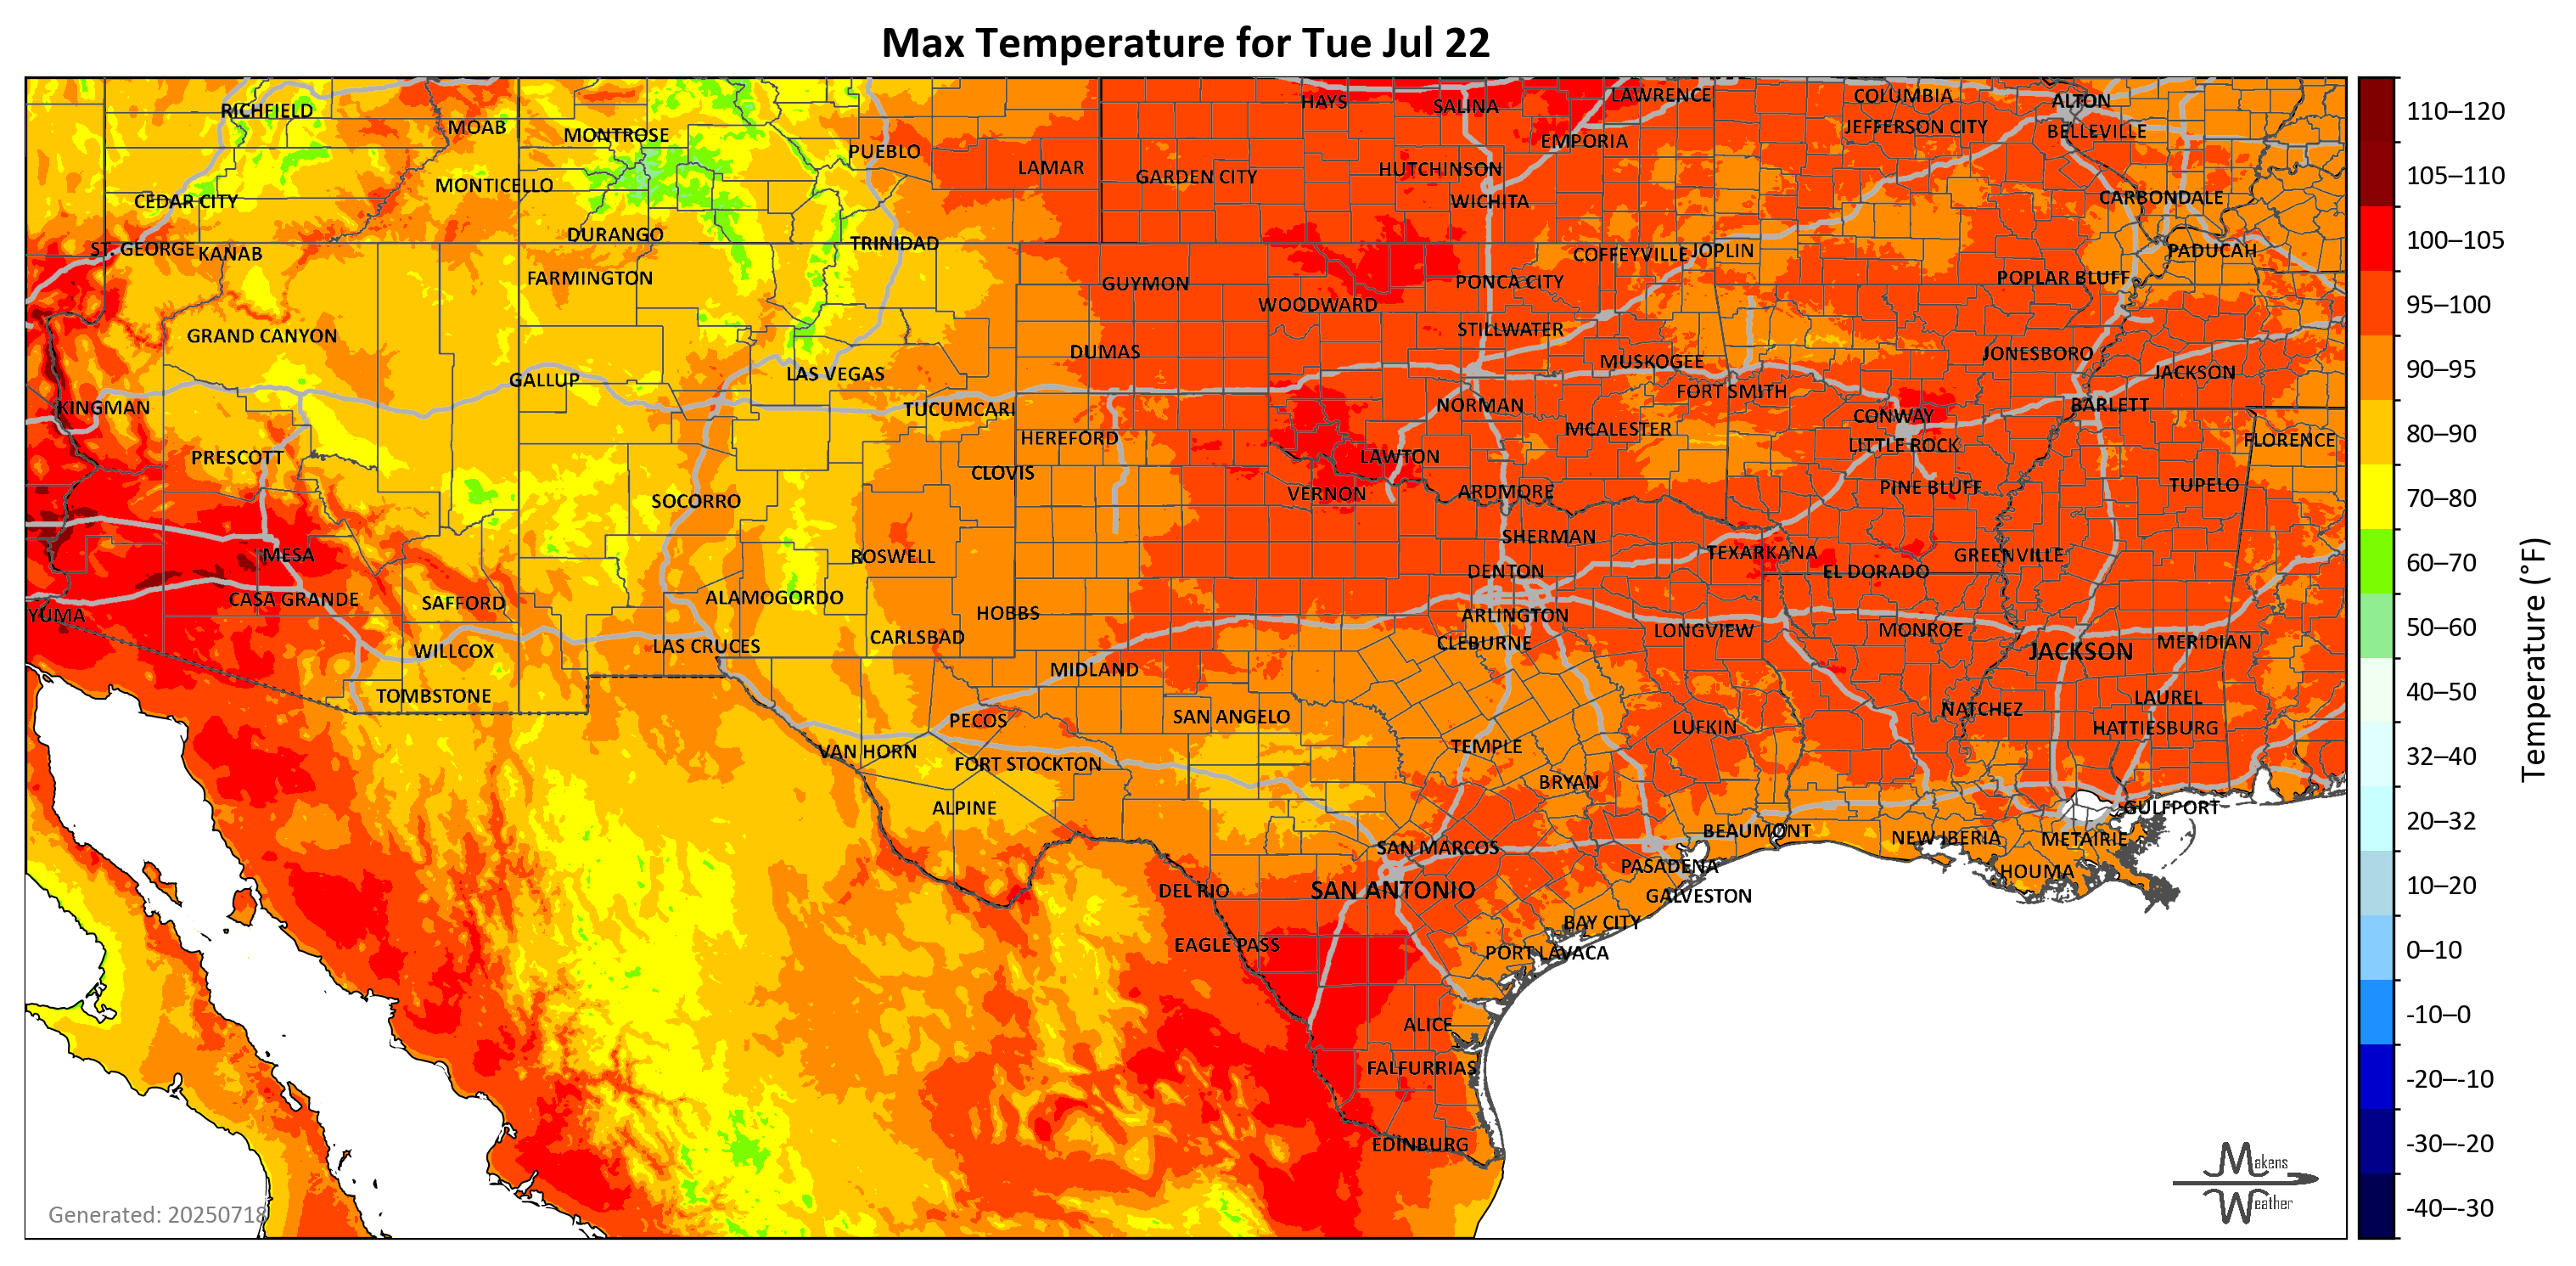 Max Temperature for Tue Jul 22
RICHFIELD
MOAB
MONTROSE
PUEBLO
LAMAR
HAYS
SALINA
LAWRENCE
COLUMBIA
ALTON
GARDEN CITY
HUTCHINSON
EMPORIA
JEFFERSON CITY
BELLEVILLE
CEDAR CITY
MONTICELLO
WICHITA
CARBONDALE
ST. GEORGE
KANAB
DURANGO
TRINIDAD
COFFEYVILLE
JOPLIN
PADUCAH
FARMINGTON
GUYMON
WOODWARD
PONCA CITY
POPLAR BLUFF
GRAND CANYON
DUMAS
STILLWATER
MUSKOGEE
JONESBORO
GALLUP
LAS VEGAS
FORT SMITH
JACKSON
KINGMAN
TUCUMCARI
NORMAN
CONWAY
BARLETT
PRESCOTT
HEREFORD
LAWTON
MCALESTER
LITTLE ROCK
FLORENCE
SOCORRO
CLOVIS
VERNON
ARDMORE
PINE BLUFF
TUPELO
MESA
ROSWELL
SHERMAN
TEXARKANA
GREENVILLE
YUMA
CASA GRANDE
SAFFORD
ALAMOGORDO
HOBBS
DENTON
EL DORADO
WILLCOX
LAS CRUCES
CARLSBAD
ARLINGTON
CLEBURNE
LONGVIEW
MONROE
JACKSON
MERIDIAN
TOMBSTONE
MIDLAND
PECOS
SAN ANGELO
NATCHEZ
LAUREL
VAN HORN
FORT STOCKTON
TEMPLE
LUFKIN
HATTIESBURG
ALPINE
BRYAN
GULFPORT
SAN MARCOS
BEAUMONT
NEW IBERIA
METAIRIE
DEL RIO
SAN ANTONIO
PASADENA
GALVESTON
HOUMA
EAGLE PASS
BAY CITY
PORT LAVACA
ALICE
FALFURRIAS
EDINBURG
Generated: 20250718
Makens
Weather
110–120
105–110
100–105
95–100
90–95
80–90
70–80
60–70
50–60
40–50
32–40
20–32
10–20
0–10
-10–0
-20–-10
-30–-20
-40–-30
Temperature (°F)